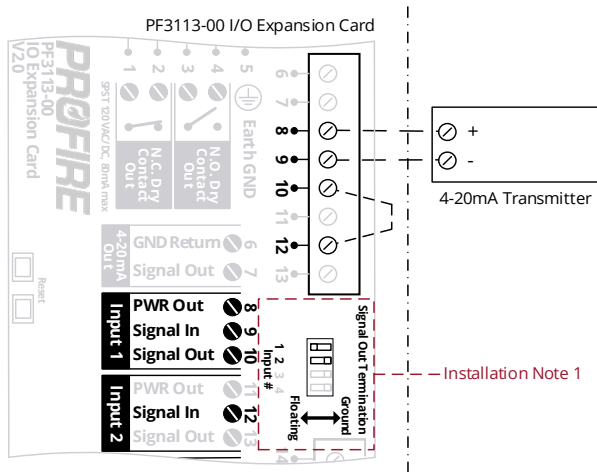 PF3113-00 I/O Expansion Card
PF3113-00
IO Expansion Card
V2.0
PROFIRE
1
2
3
4
5
SPST 120VAC/DC, 80mA max
N.C. Dry
Contact
Out
N.O. Dry
Contact
Out
Earth GND
6
7
8
9
10
11
12
13
+
-
4-20mA Transmitter
4-20mA
Out
GND Return 6
Signal Out 7
Reset
Input 1
PWR Out 8
Signal In 9
Signal Out 10
Input 2
PWR Out 11
Signal In 12
Signal Out 13
14
Signal Out Termination
1
2
3
4
Input #
Floating
Ground
Installation Note 1